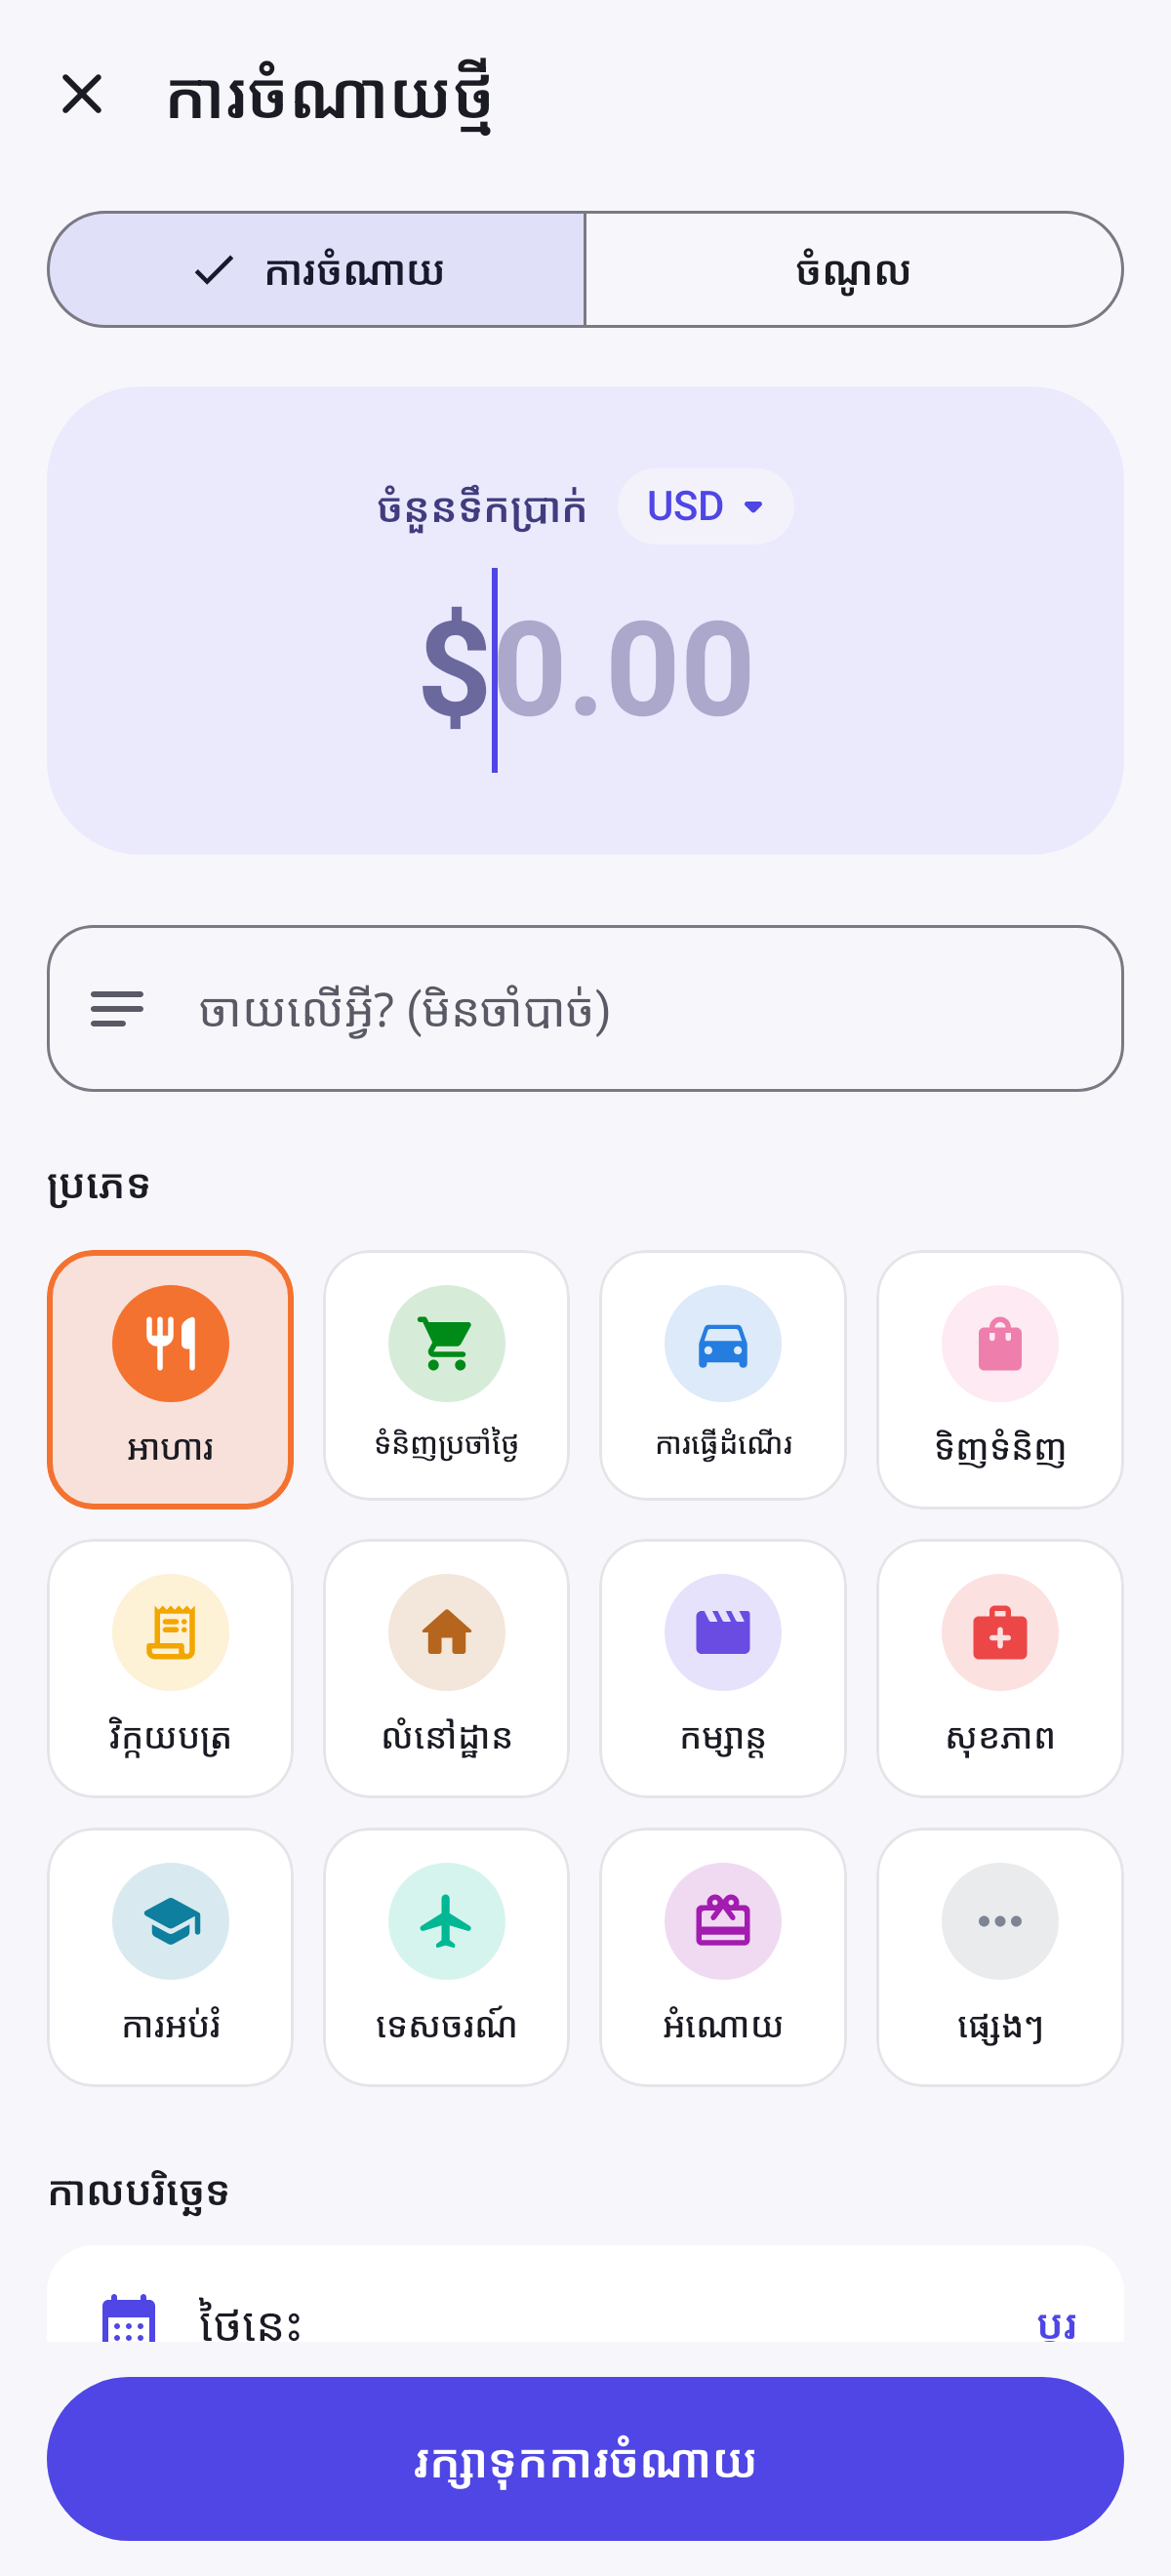 ការចំណាយថ្មី
ការចំណាយ
ចំណូល
ចំនួនទឹកប្រាក់ USD
$0.00
ចាយលើអ្វី? (មិនចាំបាច់)
ប្រភេទ
អាហារ ទំនិញប្រចាំថ្ងៃ ការធ្វើដំណើរ ទិញទំនិញ
វិក្កយបត្រ លំនៅដ្ឋាន កម្សាន្ត សុខភាព
ការអប់រំ ទេសចរណ៍ អំណោយ ផ្សេងៗ
កាលបរិច្ឆេទ
ថៃនេះ
រក្សាទុកការចំណាយ